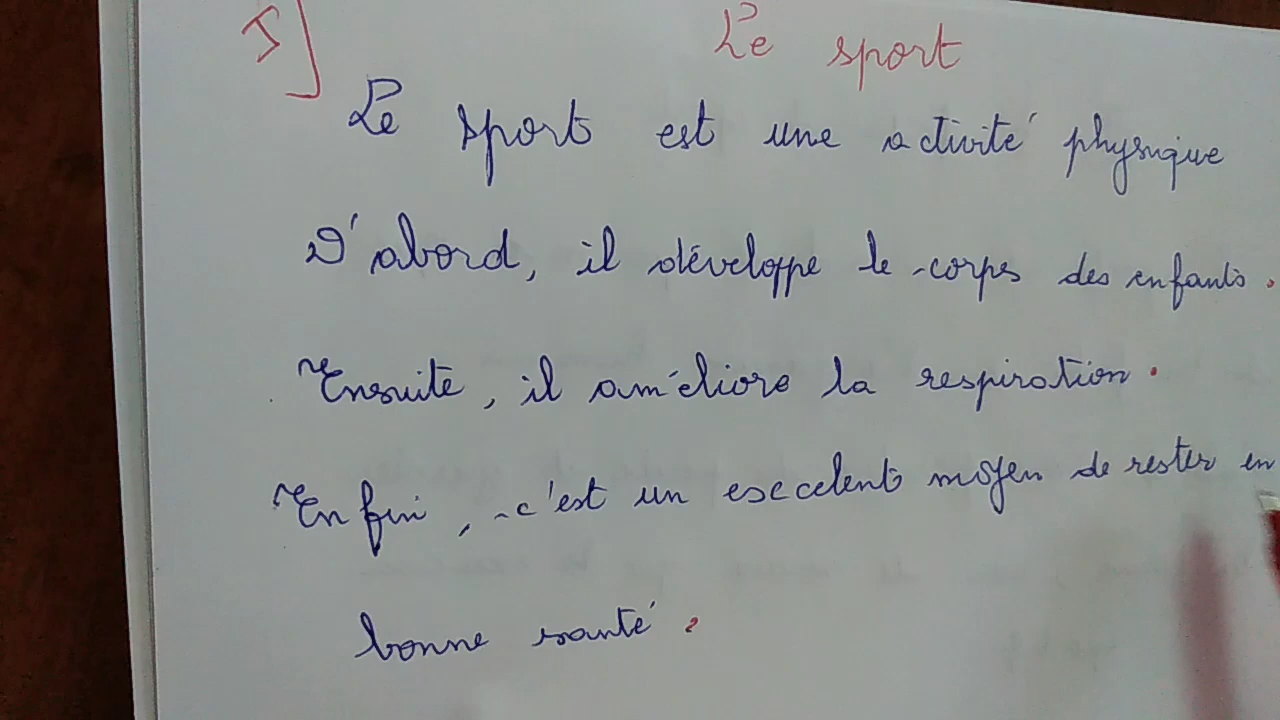 I] Le sport
Le sport est une activité physique
D'abord, il développe le corps des enfants.
Ensuite, il améliore la respiration.
Enfin, c'est un excelent moyen de rester en
bonne santé.